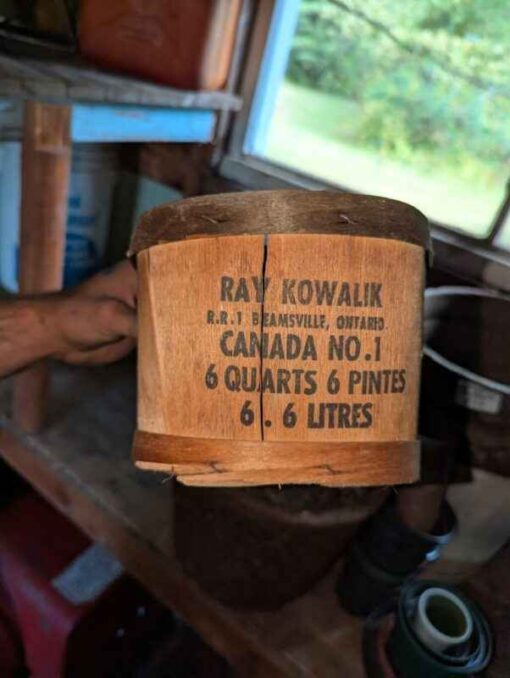 RAY KOWALIK
R.R.1 BEAMSVILLE, ONTARIO
CANADA NO.1
6 QUARTS 6 PINTES
6.6 LITRES